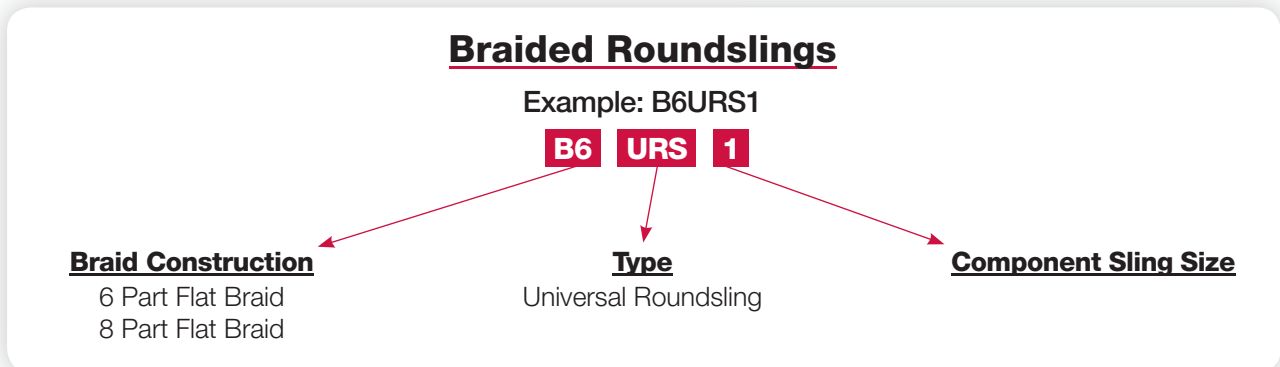 Braided Roundslings
Example: B6URS1
B6 URS 1
Braid Construction
6 Part Flat Braid
8 Part Flat Braid
Type
Universal Roundsling
Component Sling Size